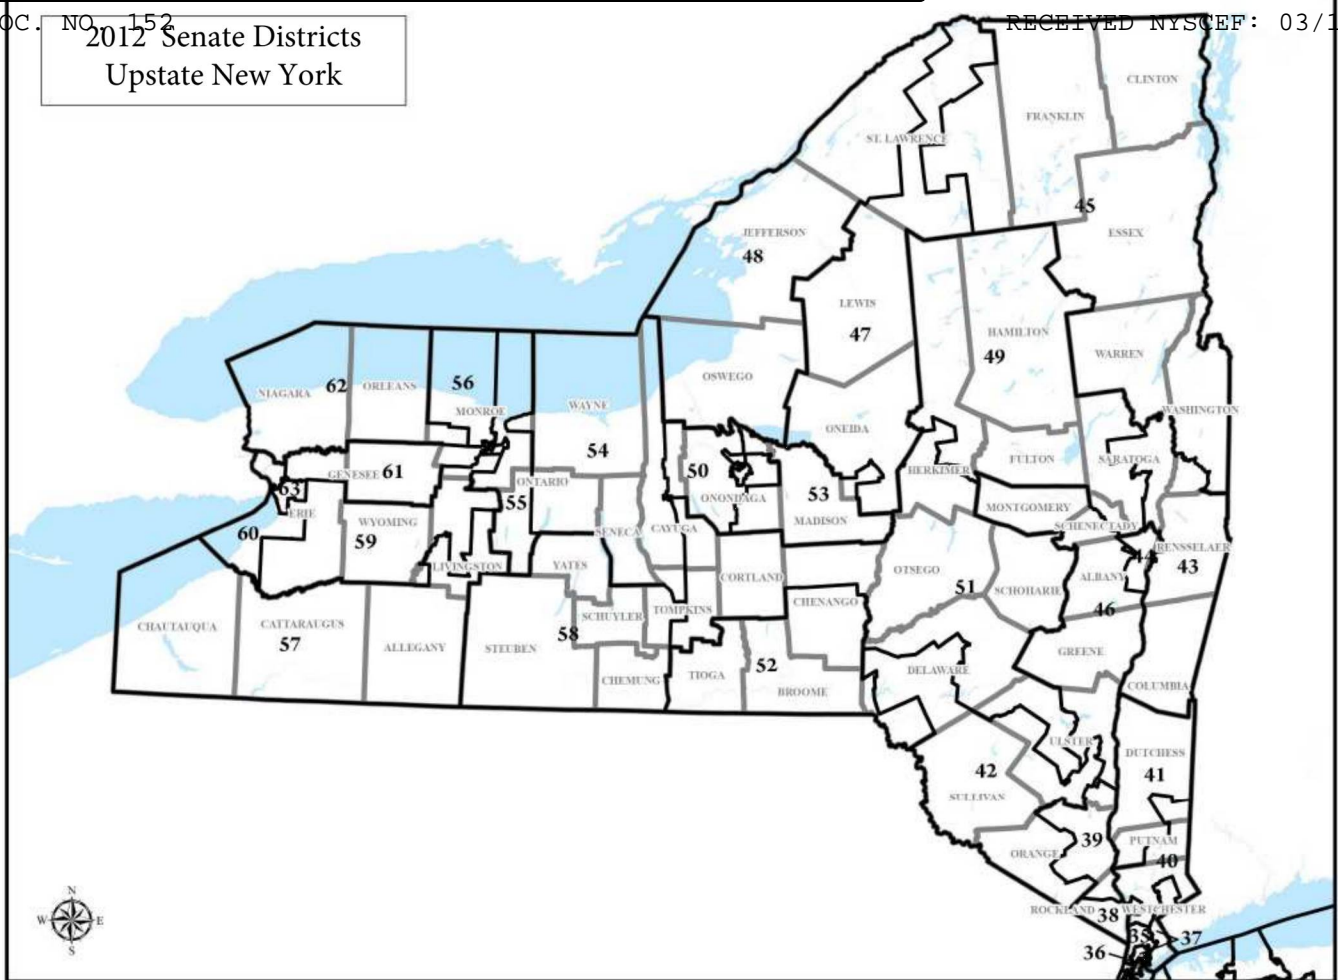 OC. NO. 152
RECEIVED NYSCEF: 03/1
2012 Senate Districts
Upstate New York
CLINTON
FRANKLIN
ST. LAWRENCE
45
ESSEX
JEFFERSON
48
LEWIS
47
HAMILTON
49
WARREN
OSWEGO
NIAGARA
62
ORLEANS
56
MONROE
WAYNE
WASHINGTON
ONEIDA
54
HERKIMER
FULTON
SARATOGA
GENESEE
61
50
ONTARIO
55
63
ERIE
ONONDAGA
53
MADISON
MONTGOMERY
SCHENECTADY
WYOMING
59
60
SENECA
CAYUGA
44
RENSSELAER
43
LIVINGSTON
YATES
CORTLAND
OTSEGO
51
SCHOHARIE
ALBANY
46
CHENANGO
SCHUYLER
TOMPKINS
CHAUTAUQUA
CATTARAUGUS
57
ALLEGANY
STEUBEN
58
GREENE
DELAWARE
52
CHEMUNG
TIOGA
BROOME
COLUMBIA
ULSTER
DUTCHESS
41
42
SULLIVAN
39
PUTNAM
40
ORANGE
ROCKLAND
38
WESTCHESTER
35
37
36
N
W
E
S